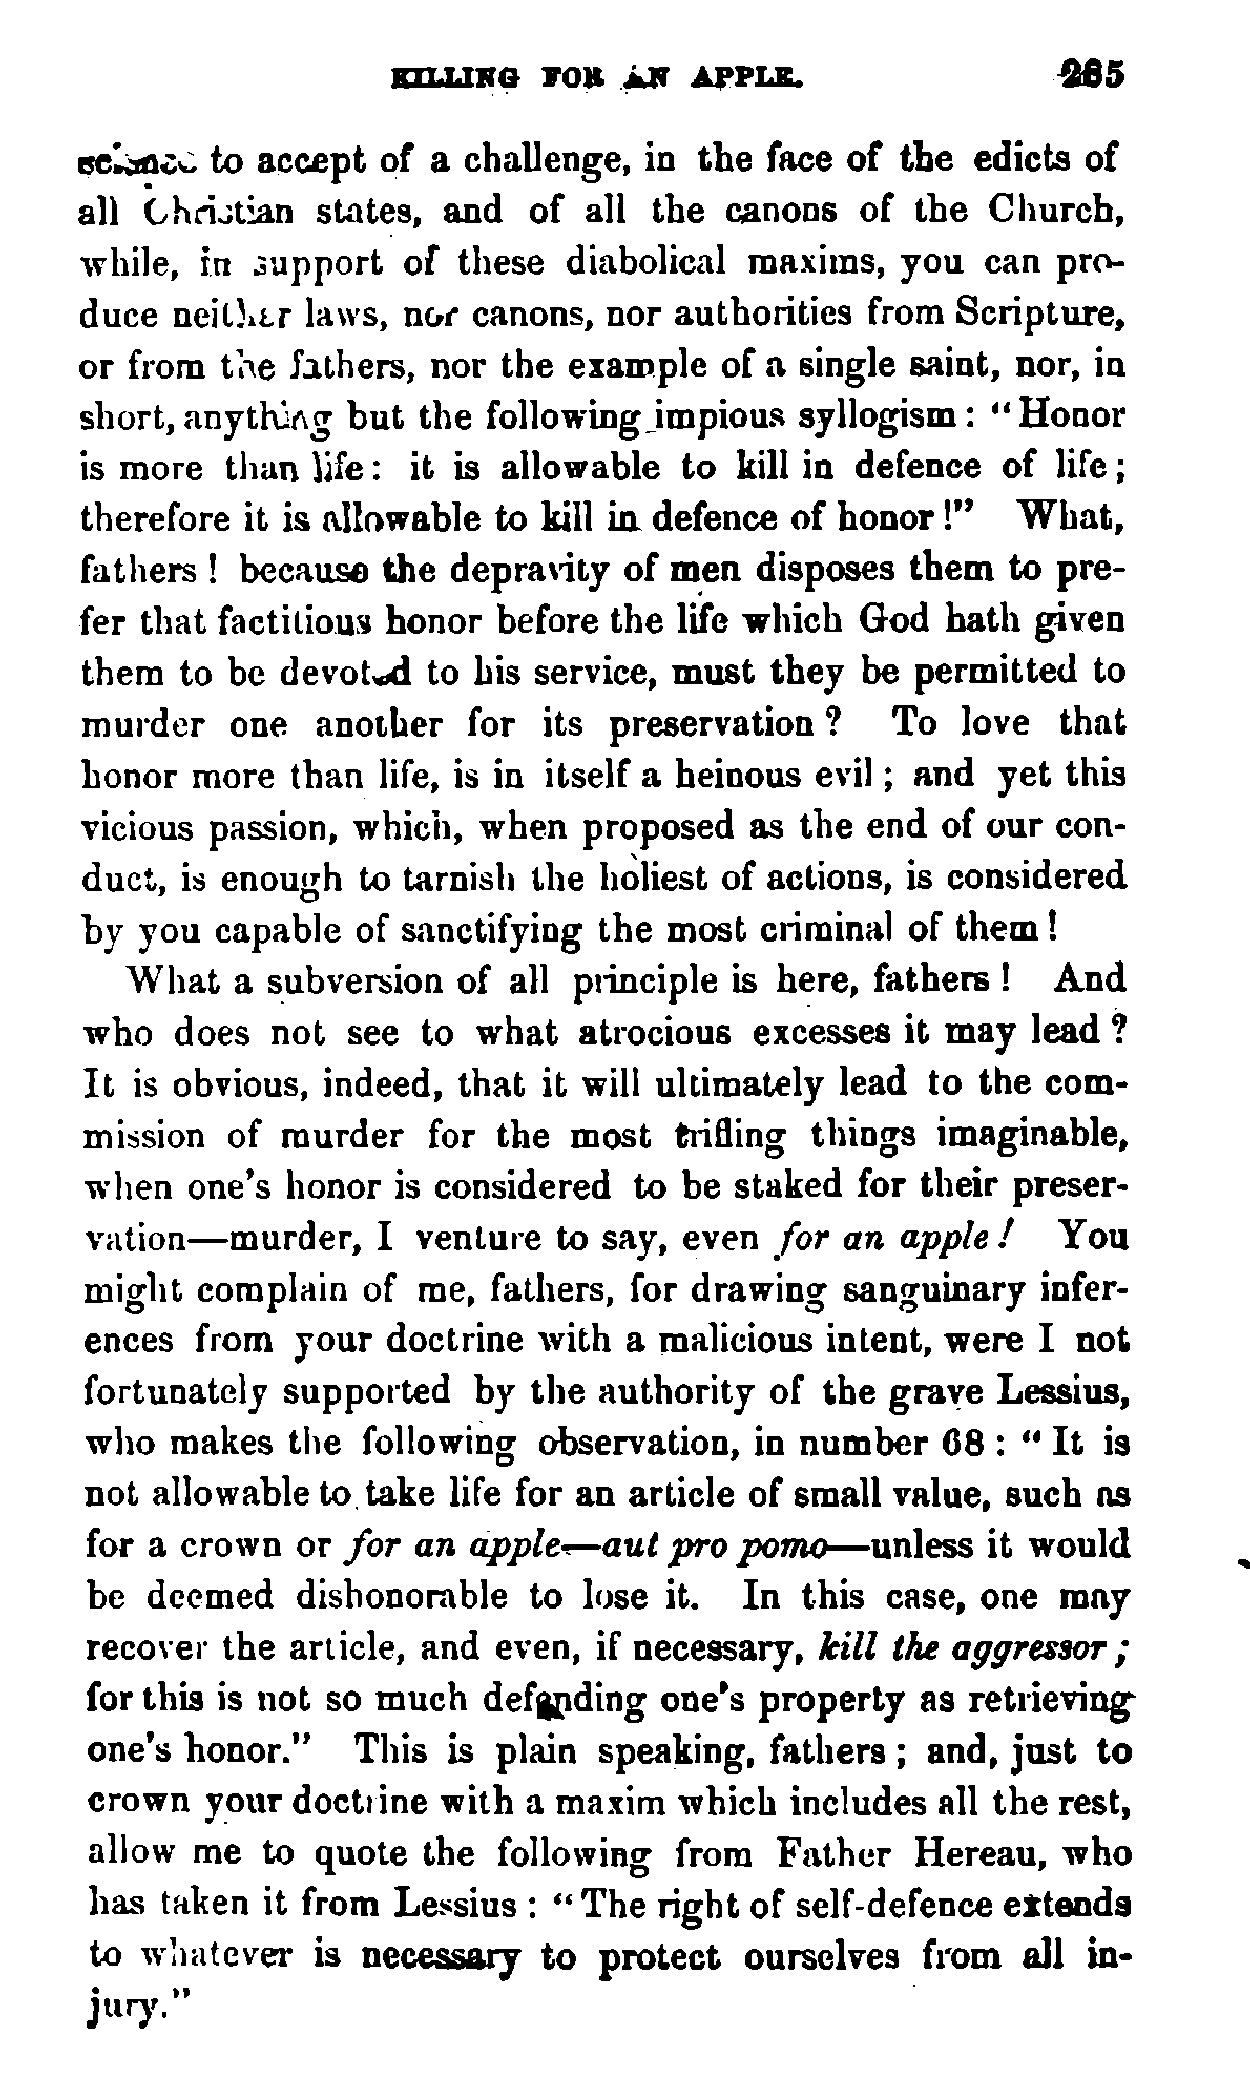 KILLING FOR AN APPLE. 265
science to accept of a challenge, in the face of the edicts of
all Christian states, and of all the canons of the Church,
while, in support of these diabolical maxims, you can pro-
duce neither laws, nor canons, nor authorities from Scripture,
or from the fathers, nor the example of a single saint, nor, in
short, anything but the following impious syllogism: "Honor
is more than life: it is allowable to kill in defence of life;
therefore it is allowable to kill in defence of honor!" What,
fathers! because the depravity of men disposes them to pre-
fer that factitious honor before the life which God hath given
them to be devoted to his service, must they be permitted to
murder one another for its preservation? To love that
honor more than life, is in itself a heinous evil; and yet this
vicious passion, which, when proposed as the end of our con-
duct, is enough to tarnish the holiest of actions, is considered
by you capable of sanctifying the most criminal of them!
What a subversion of all principle is here, fathers! And
who does not see to what atrocious excesses it may lead?
It is obvious, indeed, that it will ultimately lead to the com-
mission of murder for the most trifling things imaginable,
when one's honor is considered to be staked for their preser-
vation—murder, I venture to say, even for an apple! You
might complain of me, fathers, for drawing sanguinary infer-
ences from your doctrine with a malicious intent, were I not
fortunately supported by the authority of the grave Lessius,
who makes the following observation, in number 68: "It is
not allowable to take life for an article of small value, such as
for a crown or for an apple—aut pro pomo—unless it would
be deemed dishonorable to lose it. In this case, one may
recover the article, and even, if necessary, kill the aggressor;
for this is not so much defending one's property as retrieving
one's honor." This is plain speaking, fathers; and, just to
crown your doctrine with a maxim which includes all the rest,
allow me to quote the following from Father Hereau, who
has taken it from Lessius: "The right of self-defence extends
to whatever is necessary to protect ourselves from all in-
jury."